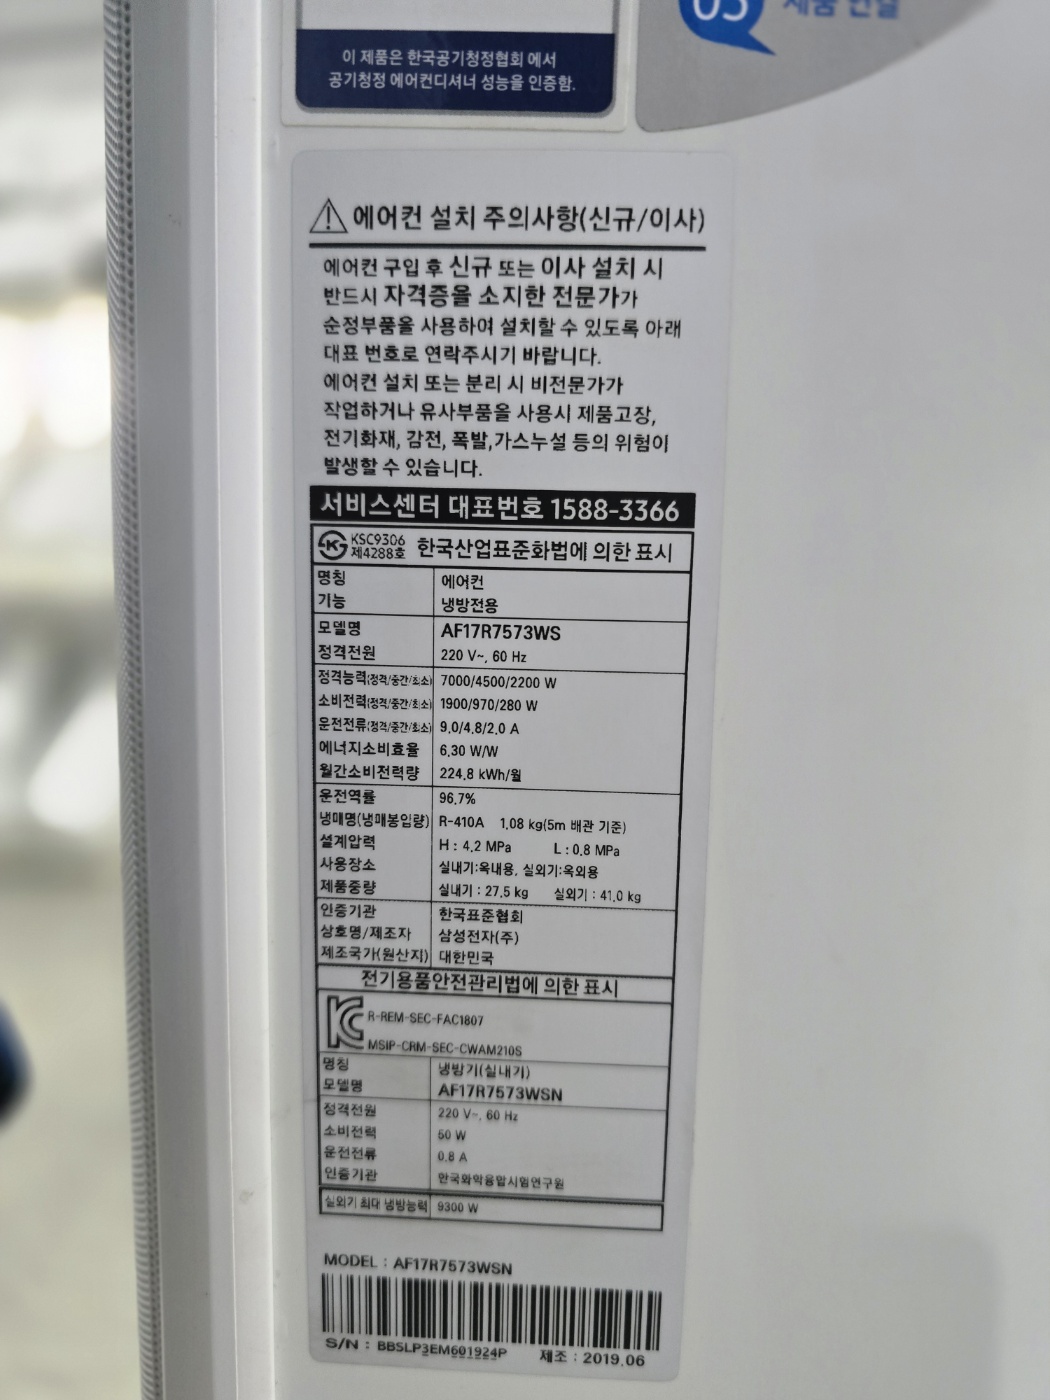 03
제품 안심
이 제품은 한국공기청정협회 에서
공기청정 에어컨디셔너 성능을 인증함.
에어컨 설치 주의사항(신규/이사)
에어컨 구입 후 신규 또는 이사 설치 시
반드시 자격증을 소지한 전문가가
순정부품을 사용하여 설치할 수 있도록 아래
대표 번호로 연락주시기 바랍니다.
에어컨 설치 또는 분리 시 비전문가가
작업하거나 유사부품을 사용시 제품고장,
전기화재, 감전, 폭발,가스누설 등의 위험이
발생할 수 있습니다.
서비스센터 대표번호 1588-3366
KSC9306
제4288호 한국산업표준화법에 의한 표시
명칭 에어컨
기능 냉방전용
모델명 AF17R7573WS
정격전원 220 V~, 60 Hz
정격능력(정격/중간/최소) 7000/4500/2200 W
소비전력(정격/중간/최소) 1900/970/280 W
운전전류(정격/중간/최소) 9.0/4.8/2.0 A
에너지소비효율 6.30 W/W
월간소비전력량 224.8 kWh/월
운전역률 96.7%
냉매명(냉매봉입량) R-410A 1.08 kg(5m 배관 기준)
설계압력 H : 4.2 MPa L : 0.8 MPa
사용장소 실내기:옥내용, 실외기:옥외용
제품중량 실내기 : 27.5 kg 실외기 : 41.0 kg
인증기관 한국표준협회
상호명/제조자 삼성전자(주)
제조국가(원산지) 대한민국
전기용품안전관리법에 의한 표시
R-REM-SEC-FAC1807
MSIP-CRM-SEC-CWAM210S
명칭 냉방기(실내기)
모델명 AF17R7573WSN
정격전원 220 V~, 60 Hz
소비전력 50 W
운전전류 0.8 A
인증기관 한국화학융합시험연구원
실외기 최대 냉방능력 9300 W
MODEL : AF17R7573WSN
S/N : BBSLP3EM601924P 제조 : 2019.06